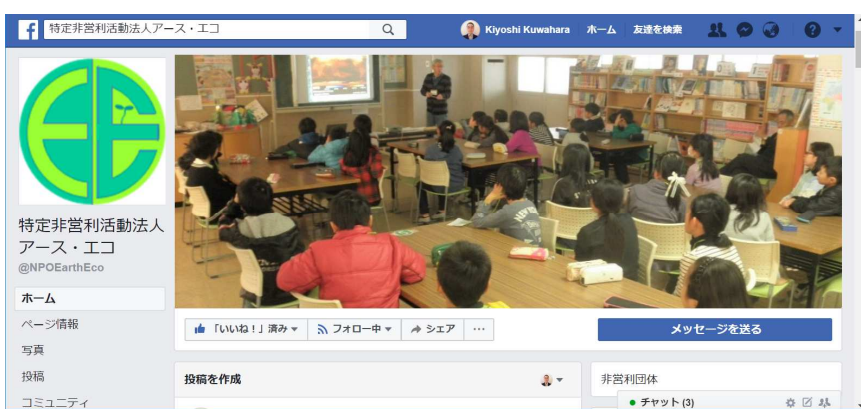 特定非営利活動法人アース・エコ
Kiyoshi Kuwahara ホーム 友達を検索
特定非営利活動法人
アース・エコ
@NPOEarthEco
ホーム
ページ情報
写真
投稿
コミュニティ
「いいね！」済み
フォロー中
シェア
メッセージを送る
投稿を作成
非営利団体
チャット (3)